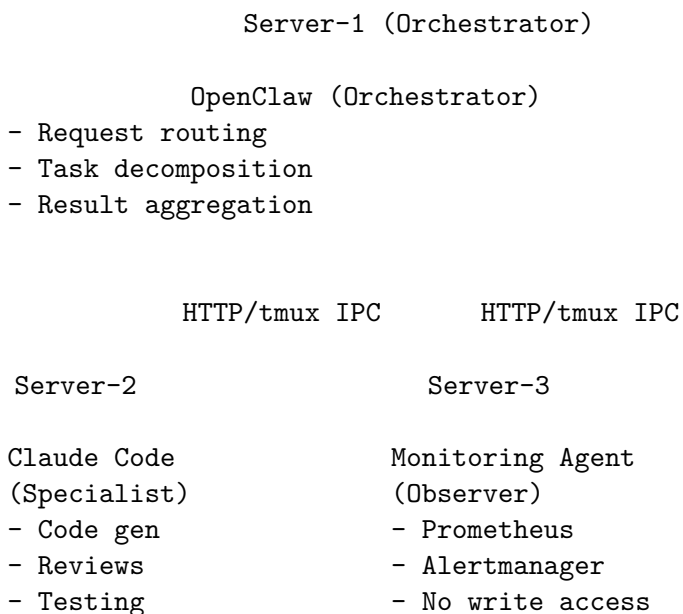 Server-1 (Orchestrator)
OpenClaw (Orchestrator)
- Request routing
- Task decomposition
- Result aggregation
HTTP/tmux IPC HTTP/tmux IPC
Server-2 Server-3
Claude Code Monitoring Agent
(Specialist) (Observer)
- Code gen - Prometheus
- Reviews - Alertmanager
- Testing - No write access